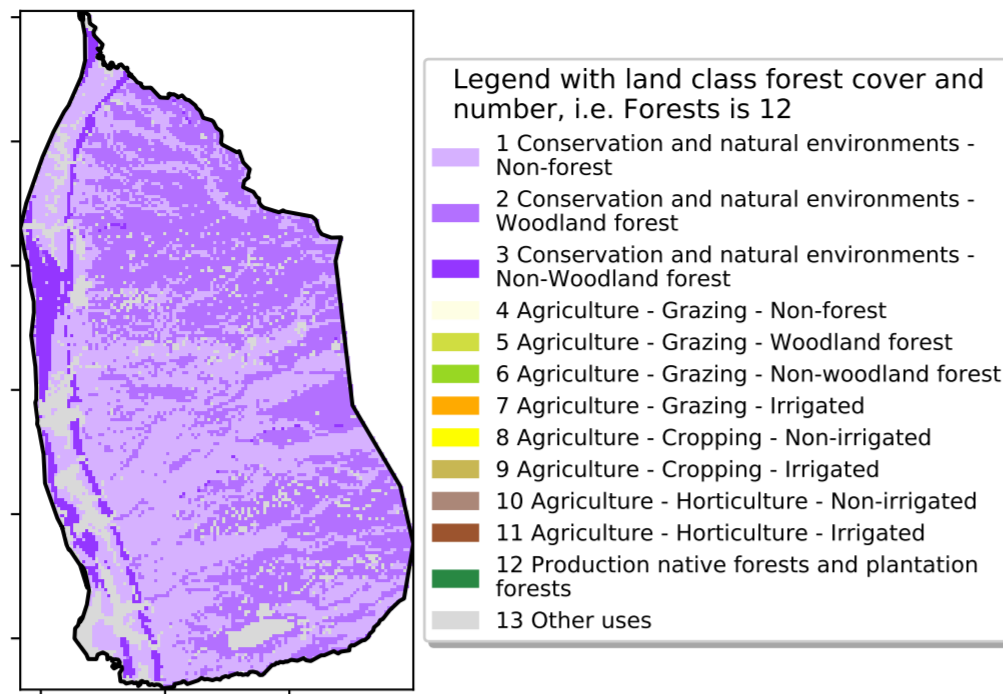 Legend with land class forest cover and
number, i.e. Forests is 12
1 Conservation and natural environments -
Non-forest
2 Conservation and natural environments -
Woodland forest
3 Conservation and natural environments -
Non-Woodland forest
4 Agriculture - Grazing - Non-forest
5 Agriculture - Grazing - Woodland forest
6 Agriculture - Grazing - Non-woodland forest
7 Agriculture - Grazing - Irrigated
8 Agriculture - Cropping - Non-irrigated
9 Agriculture - Cropping - Irrigated
10 Agriculture - Horticulture - Non-irrigated
11 Agriculture - Horticulture - Irrigated
12 Production native forests and plantation
forests
13 Other uses